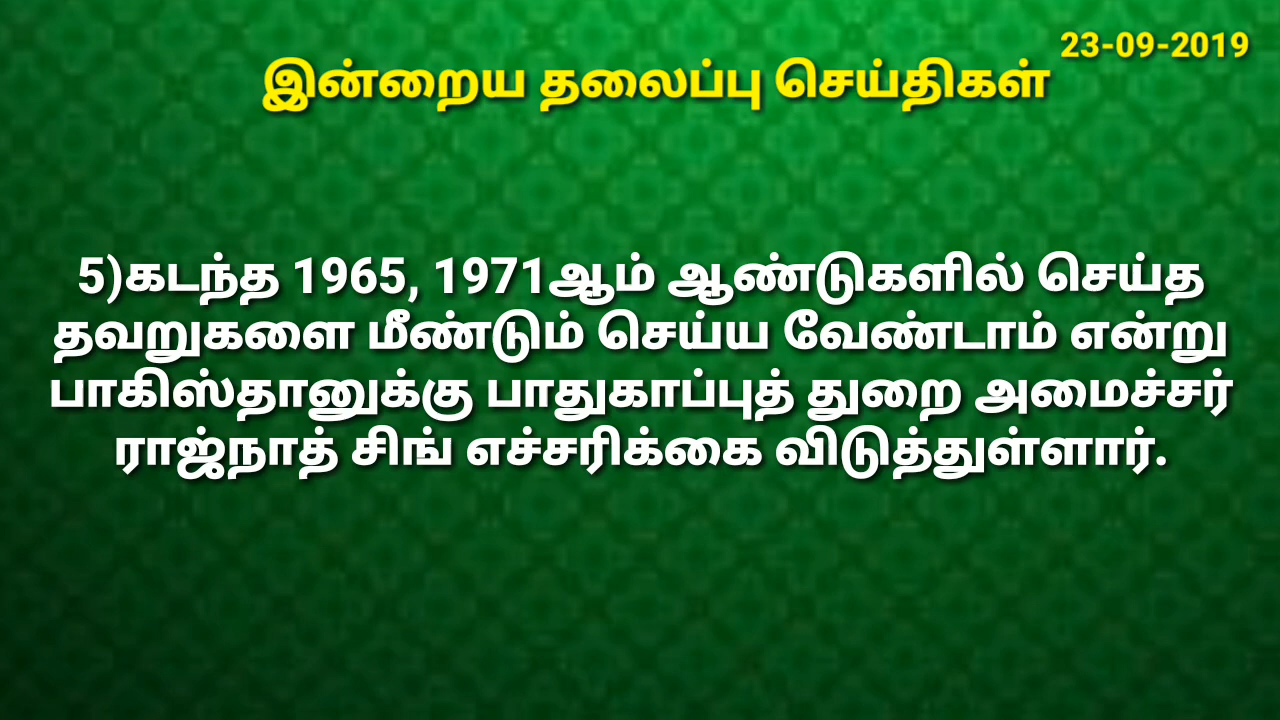 23-09-2019
இன்றைய தலைப்பு செய்திகள்
5)கடந்த 1965, 1971ஆம் ஆண்டுகளில் செய்த
தவறுகளை மீண்டும் செய்ய வேண்டாம் என்று
பாகிஸ்தானுக்கு பாதுகாப்புத் துறை அமைச்சர்
ராஜ்நாத் சிங் எச்சரிக்கை விடுத்துள்ளார்.